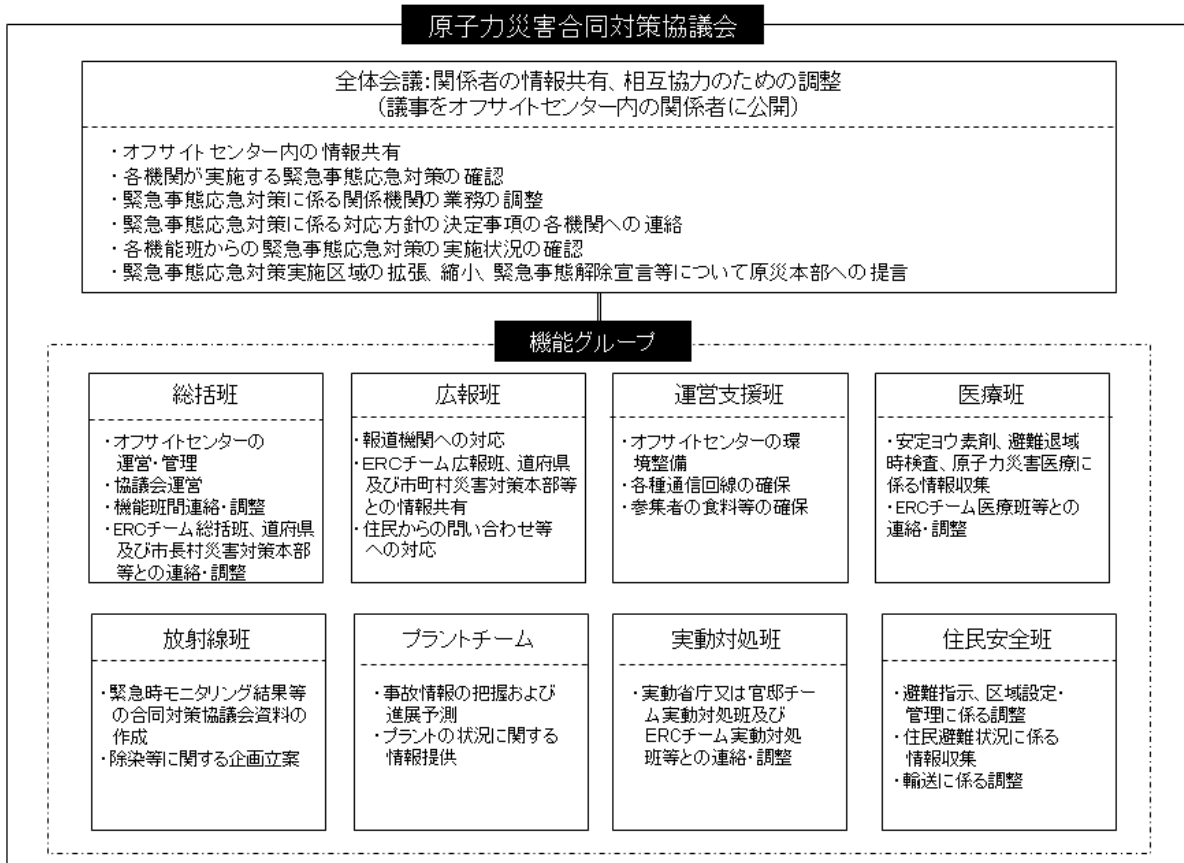 原子力災害合同対策協議会
全体会議:関係者の情報共有、相互協力のための調整
(議事をオフサイトセンター内の関係者に公開)
・オフサイトセンター内の情報共有
・各機関が実施する緊急事態応急対策の確認
・緊急事態応急対策に係る関係機関の業務の調整
・緊急事態応急対策に係る対応方針の決定事項の各機関への連絡
・各機能班からの緊急事態応急対策の実施状況の確認
・緊急事態応急対策実施区域の拡張、縮小、緊急事態解除宣言等について原災本部への提言
機能グループ
総括班
・オフサイトセンターの
運営・管理
・協議会運営
・機能班間連絡・調整
・ERCチーム総括班、道府県
及び市長村災害対策本部
等との連絡・調整
広報班
・報道機関への対応
・ERCチーム広報班、道府県
及び市町村災害対策本部等
との情報共有
・住民からの問い合わせ等
への対応
運営支援班
・オフサイトセンターの環
境整備
・各種通信回線の確保
・参集者の食料等の確保
医療班
・安定ヨウ素剤、避難退域
時検査、原子力災害医療に
係る情報収集
・ERCチーム医療班等との
連絡・調整
放射線班
・緊急時モニタリング結果等
の合同対策協議会資料の
作成
・除染等に関する企画立案
プラントチーム
・事故情報の把握および
進展予測
・プラントの状況に関する
情報提供
実動対処班
・実動省庁又は官邸チー
ム実動対処班及び
ERCチーム実動対処
班等との連絡・調整
住民安全班
・避難指示、区域設定・
管理に係る調整
・住民避難状況に係る
情報収集
・輸送に係る調整